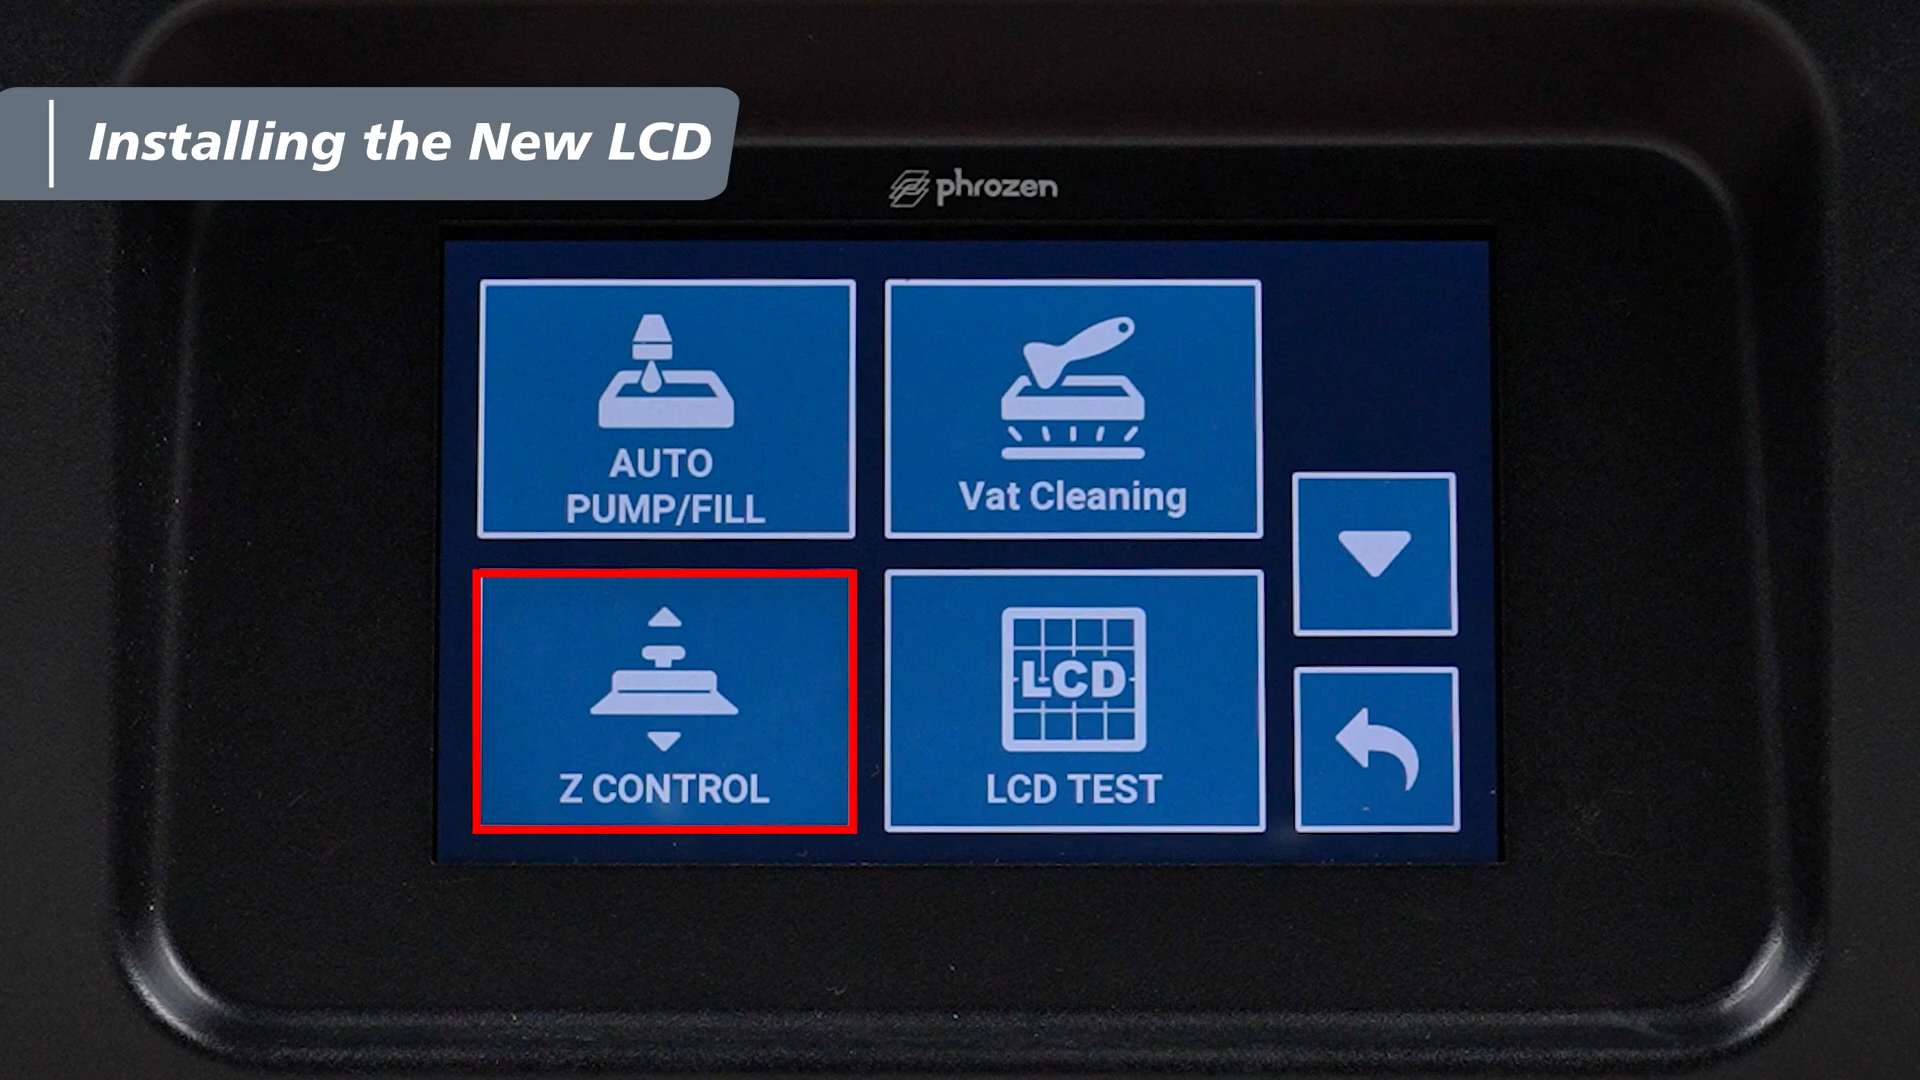 Installing the New LCD
phrozen
AUTO
PUMP/FILL
Vat Cleaning
Z CONTROL
LCD
LCD TEST